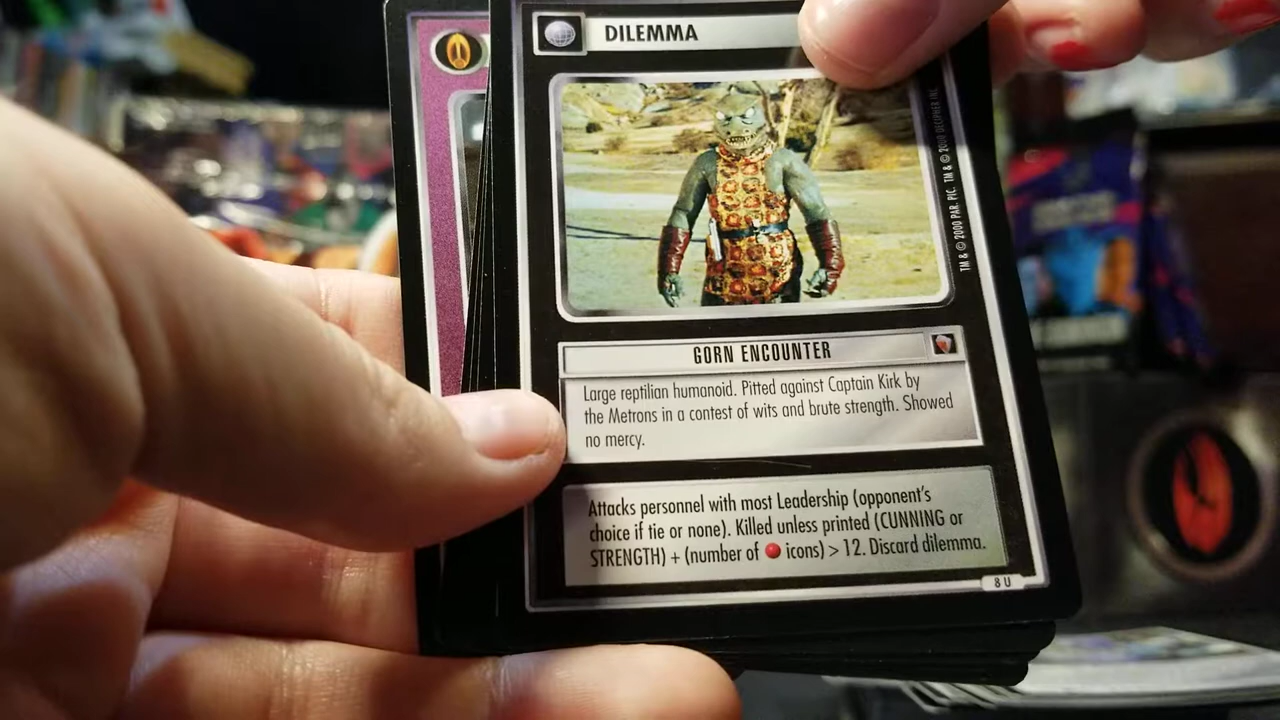 DILEMMA
TM & © 2000 PAR. PIC. TM & © 2000 DECIPHER INC.
GORN ENCOUNTER
Large reptilian humanoid. Pitted against Captain Kirk by
the Metrons in a contest of wits and brute strength. Showed
no mercy.
Attacks personnel with most Leadership (opponent's
choice if tie or none). Killed unless printed (CUNNING or
STRENGTH) + (number of icons) > 12. Discard dilemma.
8 U